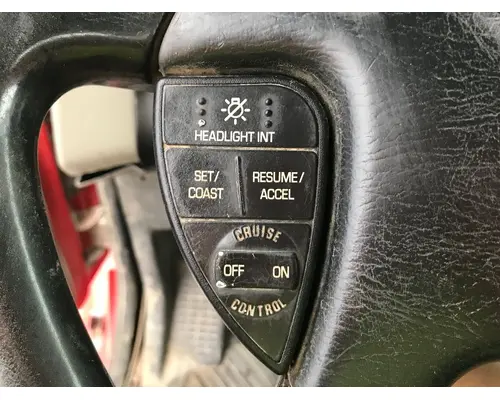 HEADLIGHT INT
SET/ COAST
RESUME/ ACCEL
CRUISE
OFF ON
CONTROL